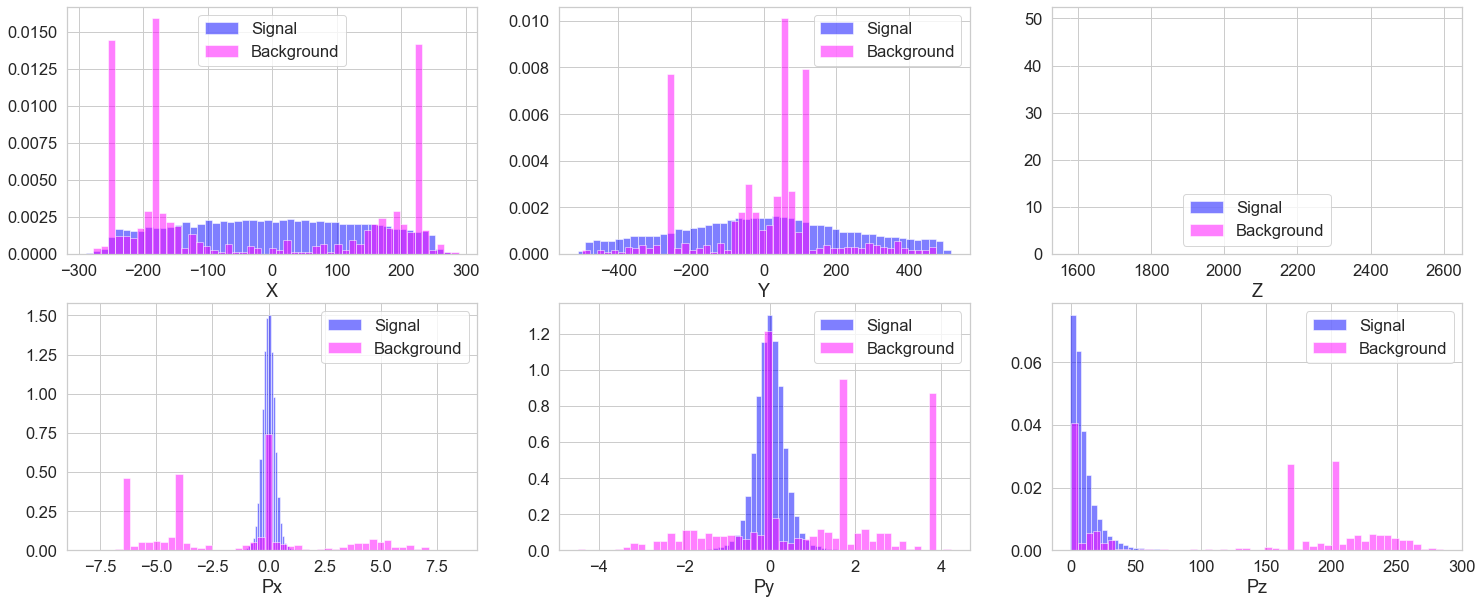 0.0150
0.0125
0.0100
0.0075
0.0050
0.0025
0.0000
−300 −200 −100 0 100 200 300
X
Signal
Background
0.010
0.008
0.006
0.004
0.002
0.000
−400 −200 0 200 400
Y
Signal
Background
50
40
30
20
10
0
1600 1800 2000 2200 2400 2600
Z
Signal
Background
1.50
1.25
1.00
0.75
0.50
0.25
0.00
−7.5 −5.0 −2.5 0.0 2.5 5.0 7.5
Px
Signal
Background
1.2
1.0
0.8
0.6
0.4
0.2
0.0
−4 −2 0 2 4
Py
Signal
Background
0.06
0.04
0.02
0.00
0 50 100 150 200 250 300
Pz
Signal
Background